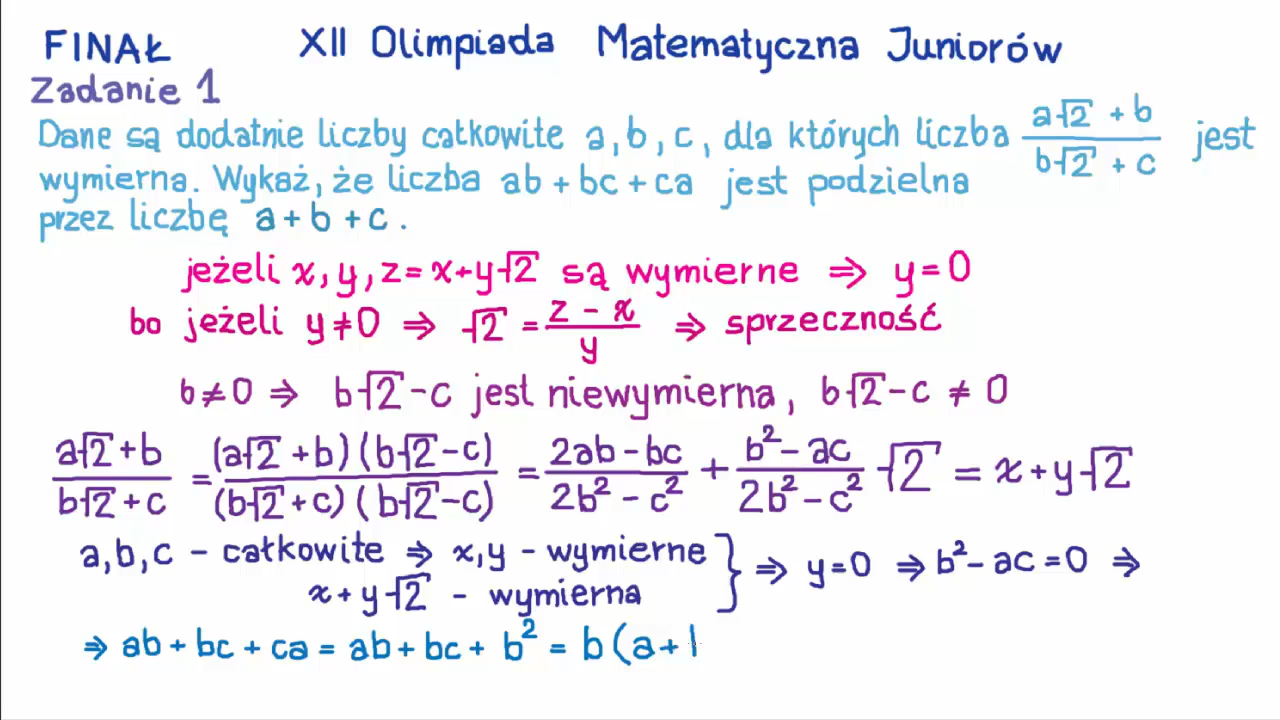 FINAŁ XII Olimpiada Matematyczna Juniorów
Zadanie 1
Dane są dodatnie liczby całkowite a, b, c, dla których liczba (a√2 + b)/(b√2 + c) jest
wymierna. Wykaż, że liczba ab + bc + ca jest podzielna
przez liczbę a + b + c.
jeżeli x, y, z = x + y√2 są wymierne ⇒ y = 0
bo jeżeli y ≠ 0 ⇒ √2 = (z - x)/y ⇒ sprzeczność
b ≠ 0 ⇒ b√2 - c jest niewymierna, b√2 - c ≠ 0
(a√2 + b)/(b√2 + c) = (a√2 + b)(b√2 - c)/(b√2 + c)(b√2 - c) = (2ab - bc)/(2b² - c²) + (b² - ac)/(2b² - c²) √2 = x + y√2
a, b, c - całkowite ⇒ x, y - wymierne } ⇒ y = 0 ⇒ b² - ac = 0 ⇒
x + y√2 - wymierna
⇒ ab + bc + ca = ab + bc + b² = b(a +